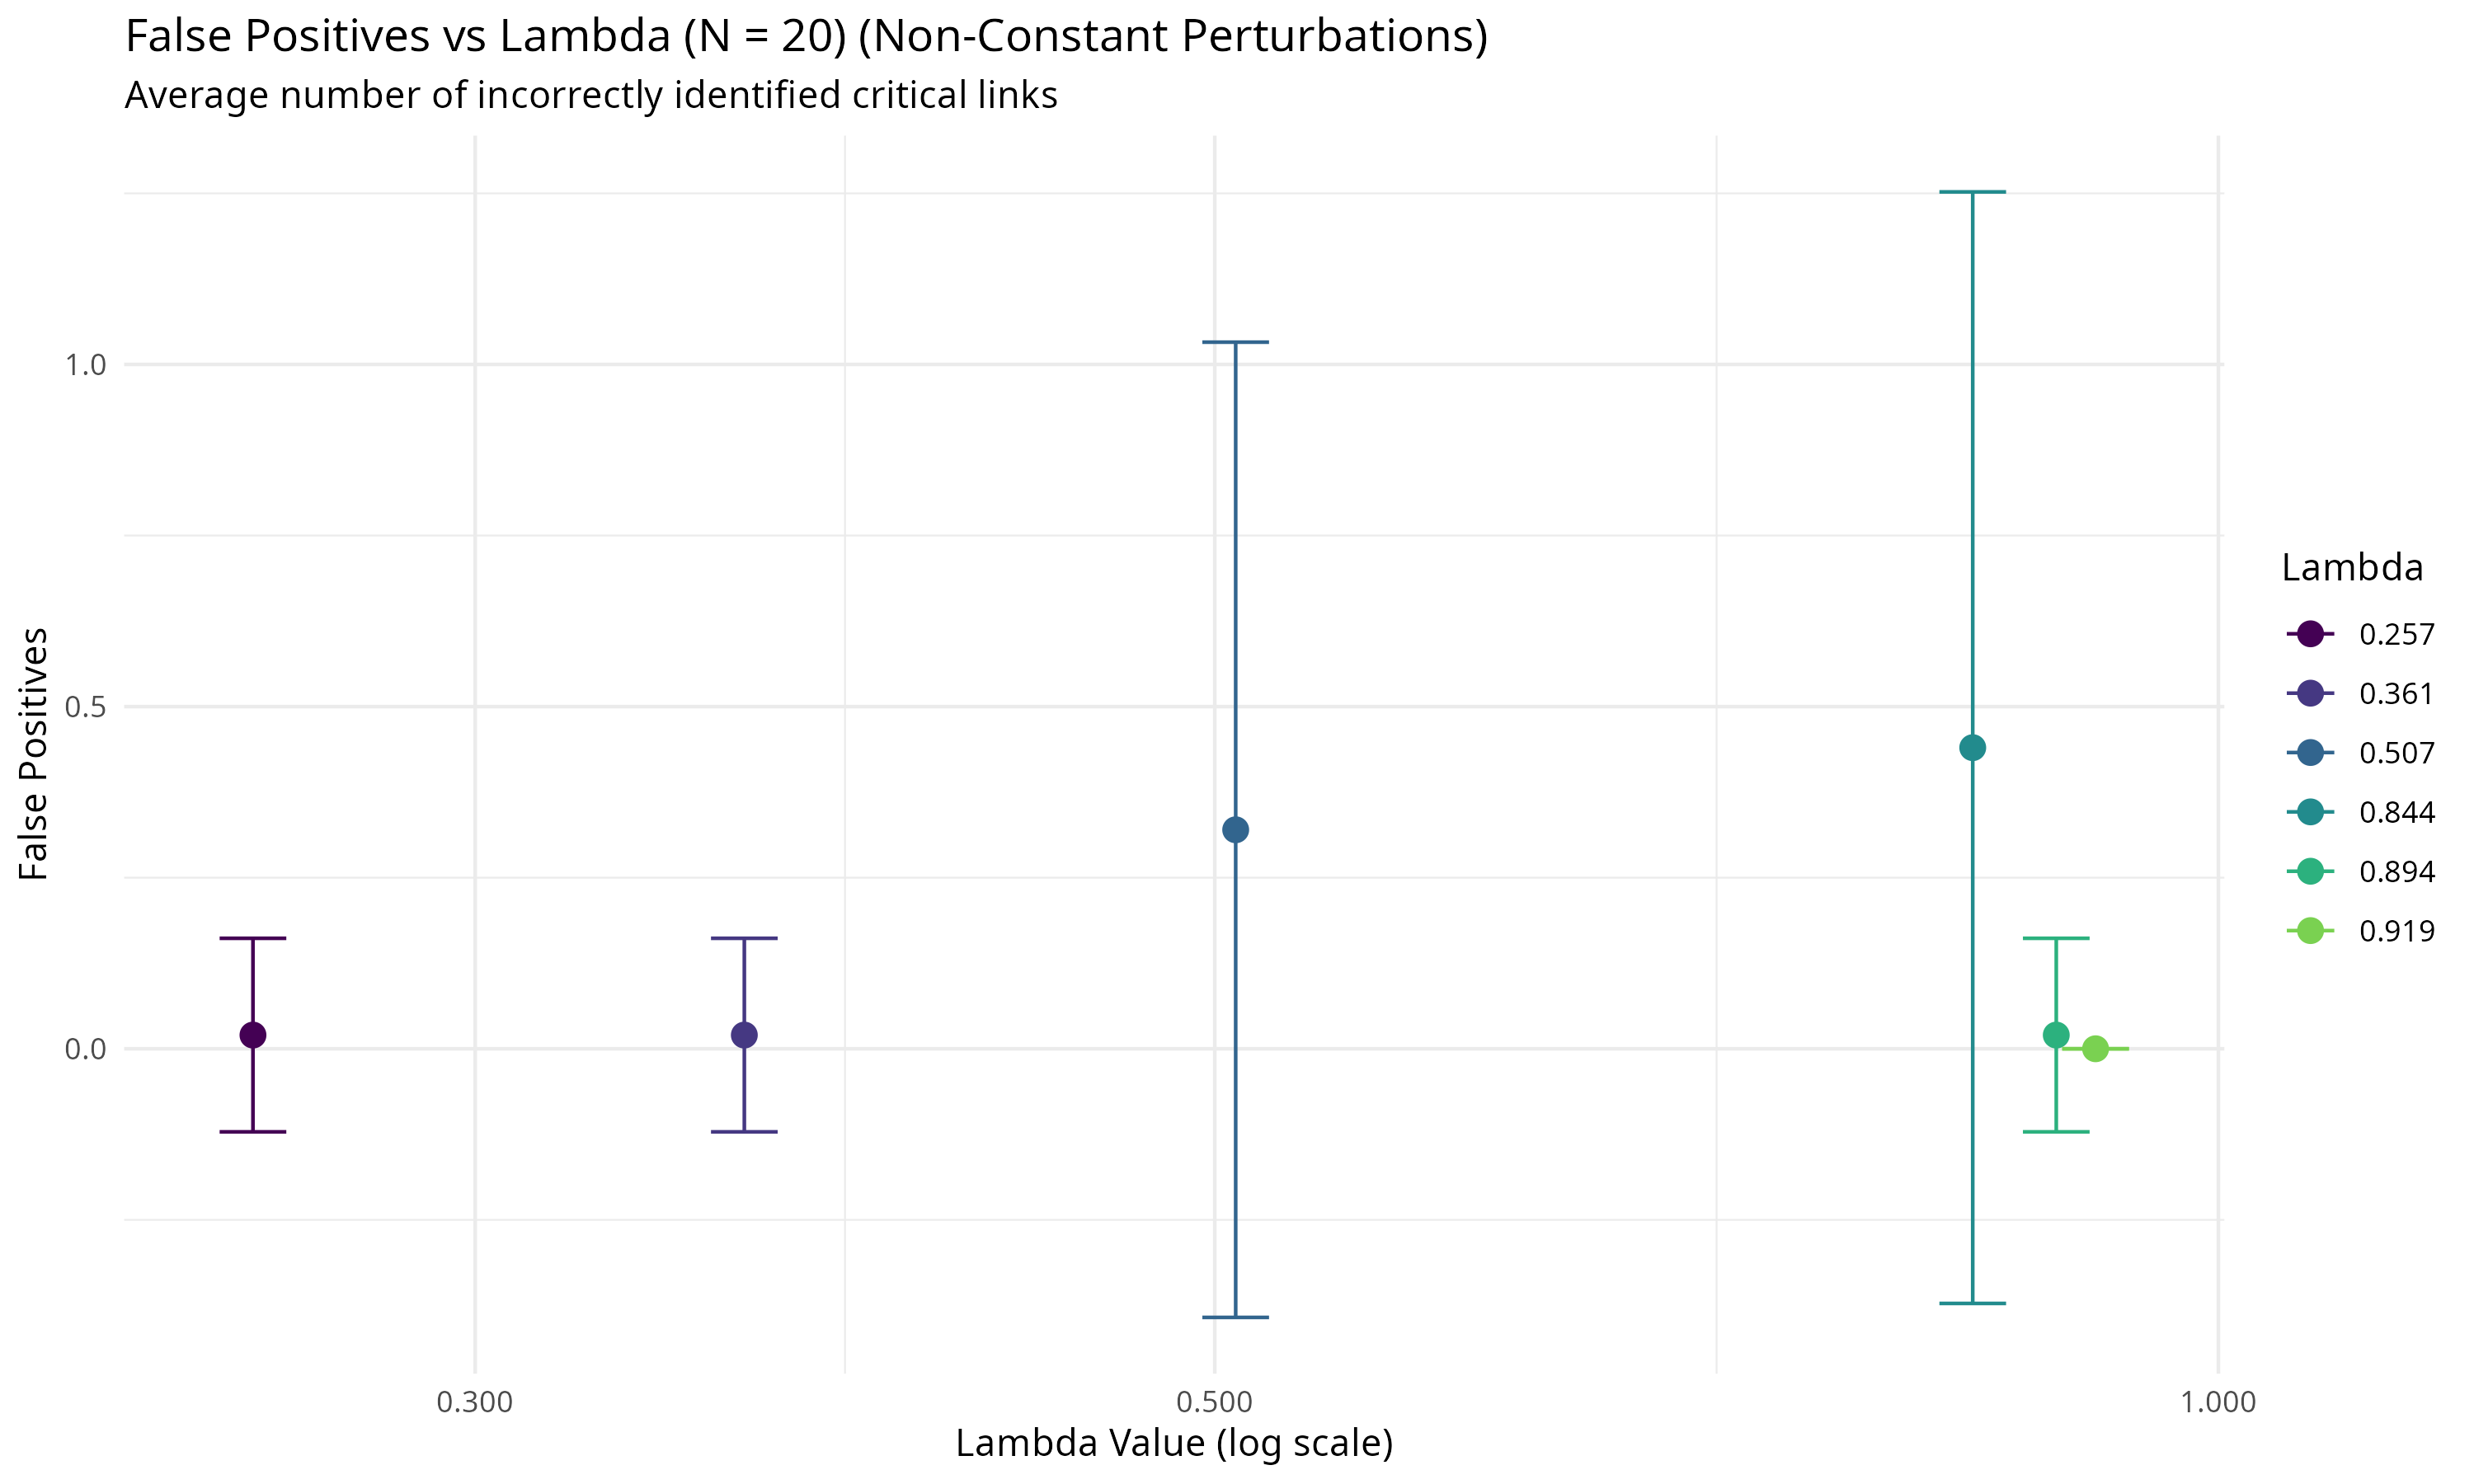 False Positives vs Lambda (N = 20) (Non-Constant Perturbations)
Average number of incorrectly identified critical links
False Positives
1.0
0.5
0.0
0.300
0.500
1.000
Lambda Value (log scale)
Lambda
0.257
0.361
0.507
0.844
0.894
0.919